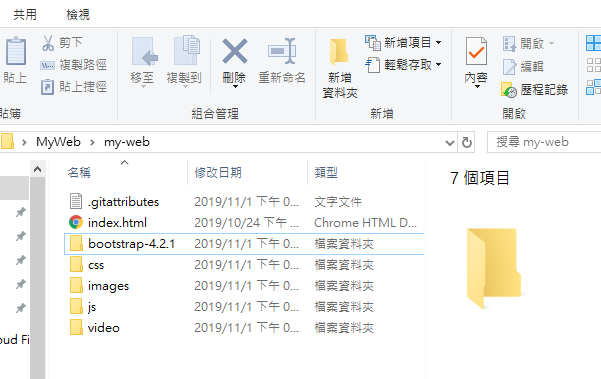 共用 檢視
剪下
複製路徑
貼上 貼上捷徑
移至 複製到 刪除 重新命名
新增
資料夾
新增項目
輕鬆存取
內容
開啟
編輯
歷程記錄
貼簿 組合管理 新增 開啟
MyWeb my-web 搜尋 my-web
名稱 修改日期 類型
.gitattributes 2019/11/1 下午 0... 文字文件
index.html 2019/10/24 下午 ... Chrome HTML D...
bootstrap-4.2.1 2019/11/1 下午 0... 檔案資料夾
css 2019/11/1 下午 0... 檔案資料夾
images 2019/11/1 下午 0... 檔案資料夾
js 2019/11/1 下午 0... 檔案資料夾
video 2019/11/1 下午 0... 檔案資料夾
7 個項目
oud Fi